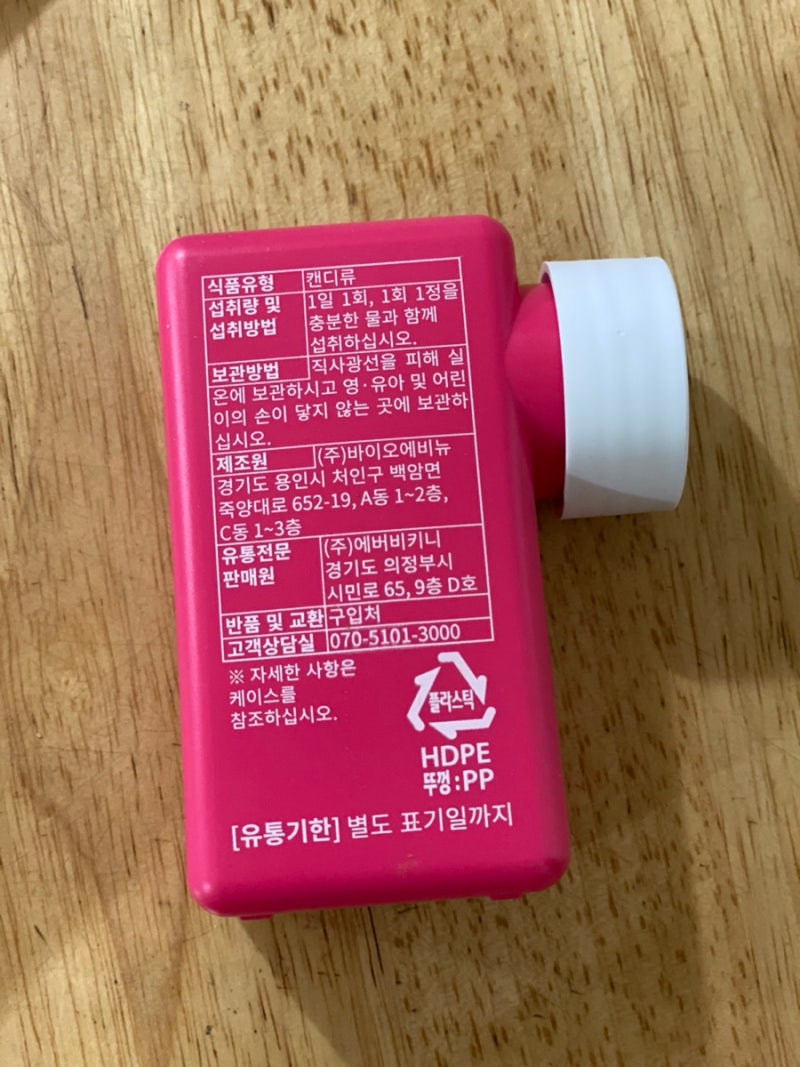 식품유형 캔디류
섭취량 및 1일 1회, 1회 1정을
섭취방법 충분한 물과 함께
섭취하십시오.
보관방법 직사광선을 피해 실
온에 보관하시고 영·유아 및 어린
이의 손이 닿지 않는 곳에 보관하
십시오.
제조원 (주)바이오에비뉴
경기도 용인시 처인구 백암면
죽양대로 652-19, A동 1~2층,
C동 1~3층
유통전문 (주)에버비키니
판매원 경기도 의정부시
시민로 65, 9층 D호
반품 및 교환 구입처
고객상담실 070-5101-3000
※ 자세한 사항은
케이스를
참조하십시오.
플라스틱
HDPE
뚜껑:PP
[유통기한] 별도 표기일까지